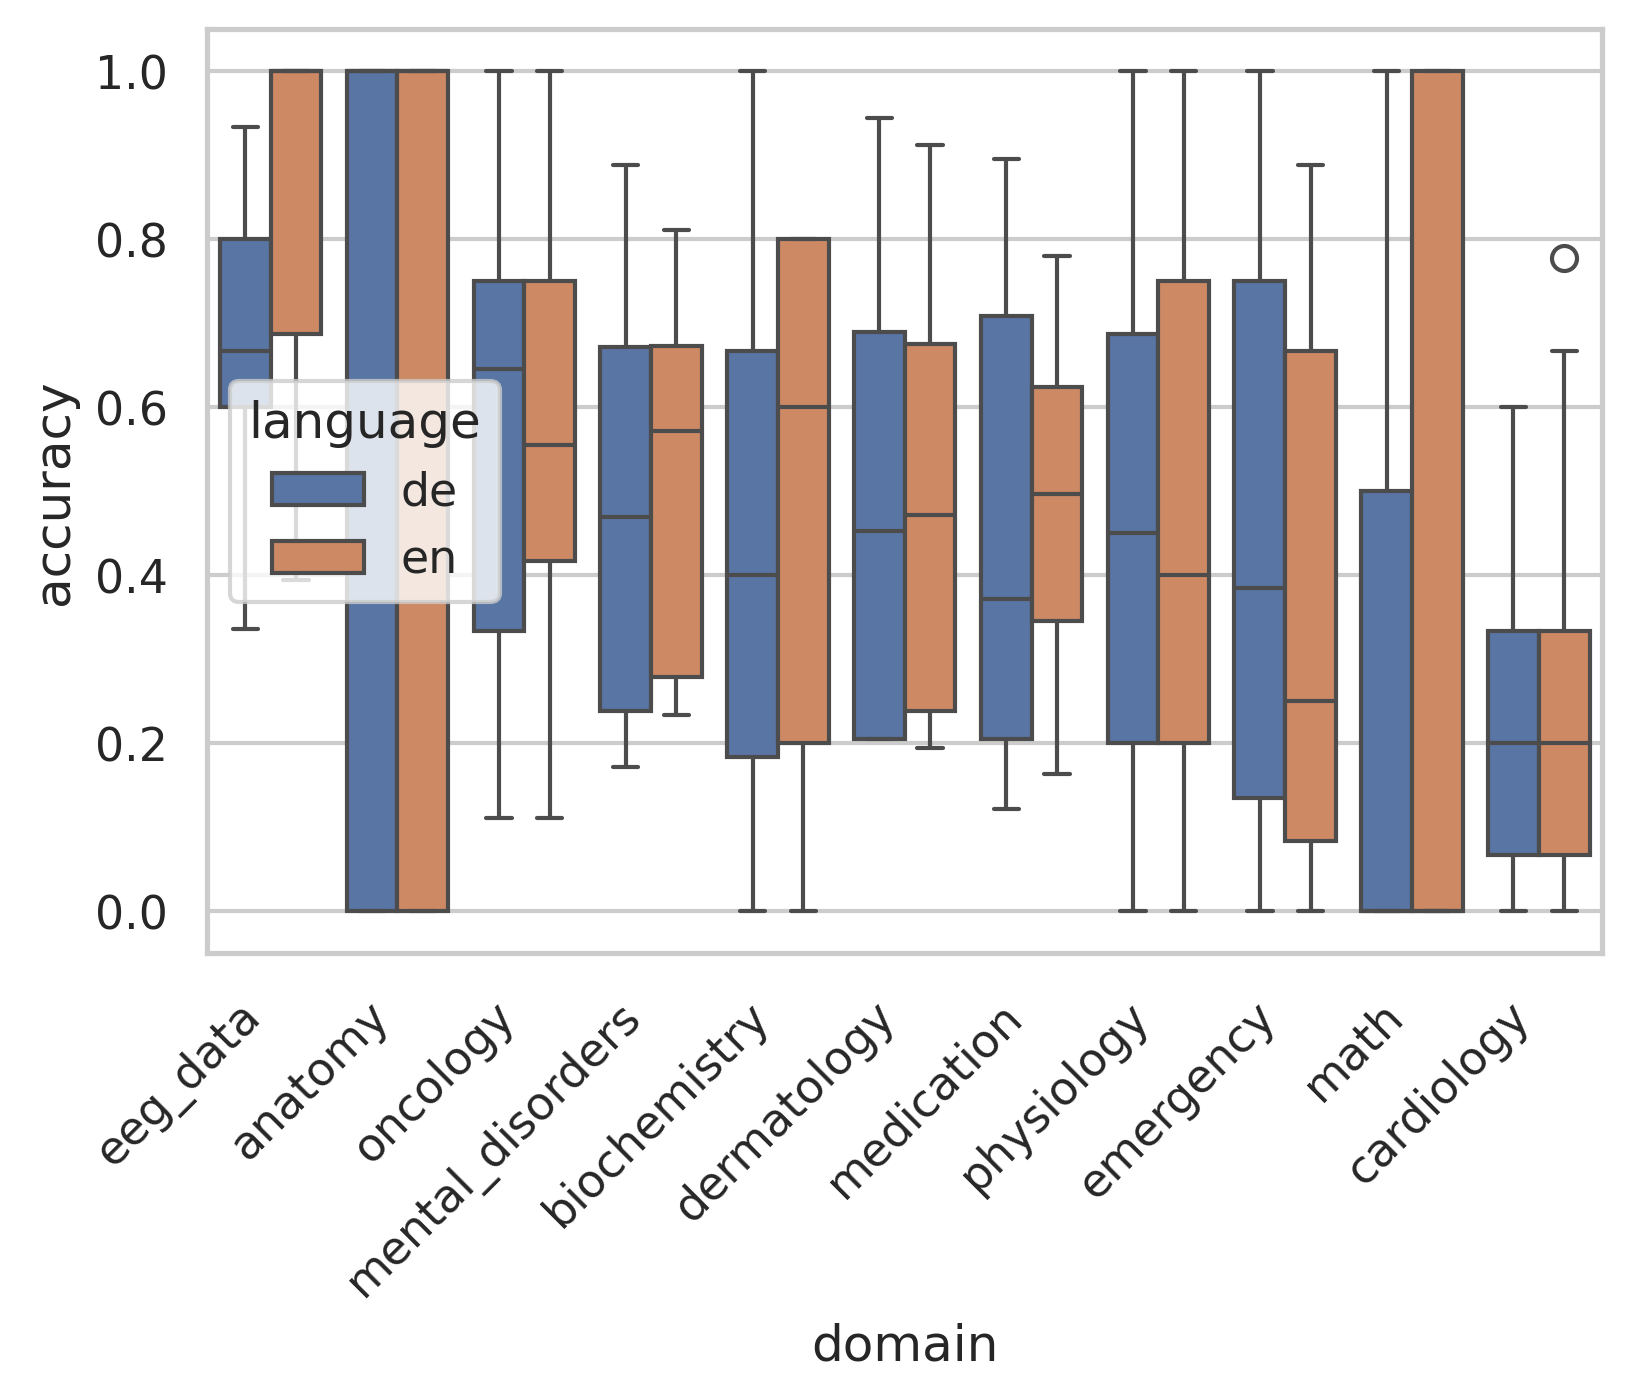 accuracy
1.0
0.8
0.6
0.4
0.2
0.0
language
de
en
eeg_data
anatomy
oncology
mental_disorders
biochemistry
dermatology
medication
physiology
emergency
math
cardiology
domain